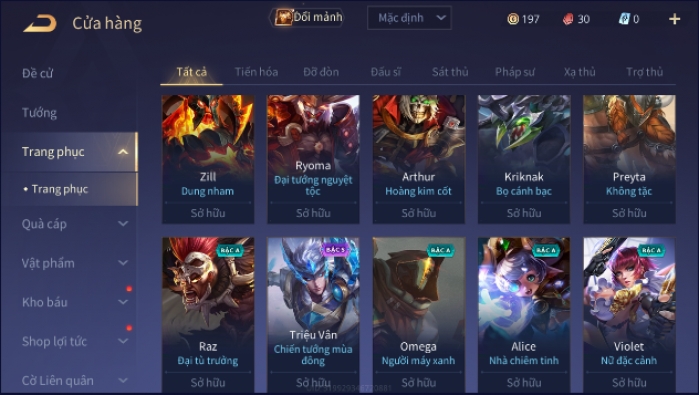 Cửa hàng
Đổi mảnh
Mặc định
197
30
0
Đề cử
Tướng
Trang phục
• Trang phục
Quà cáp
Vật phẩm
Kho báu
Shop lợi tức
Cờ Liên quân
Tất cả
Tiến hóa
Đỡ đòn
Đấu sĩ
Sát thủ
Pháp sư
Xạ thủ
Trợ thủ
Zill
Dung nham
Sở hữu
Ryoma
Đại tướng nguyệt
tộc
Sở hữu
Arthur
Hoàng kim cốt
Sở hữu
Kriknak
Bọ cánh bạc
Sở hữu
Preyta
Không tặc
Sở hữu
BẬC A
Raz
Đại tù trưởng
Sở hữu
BẬC S
Triệu Vân
Chiến tướng mùa
đông
Sở hữu
BẬC A
Omega
Người máy xanh
Sở hữu
BẬC A
Alice
Nhà chiêm tinh
Sở hữu
BẬC A
Violet
Nữ đặc cảnh
Sở hữu